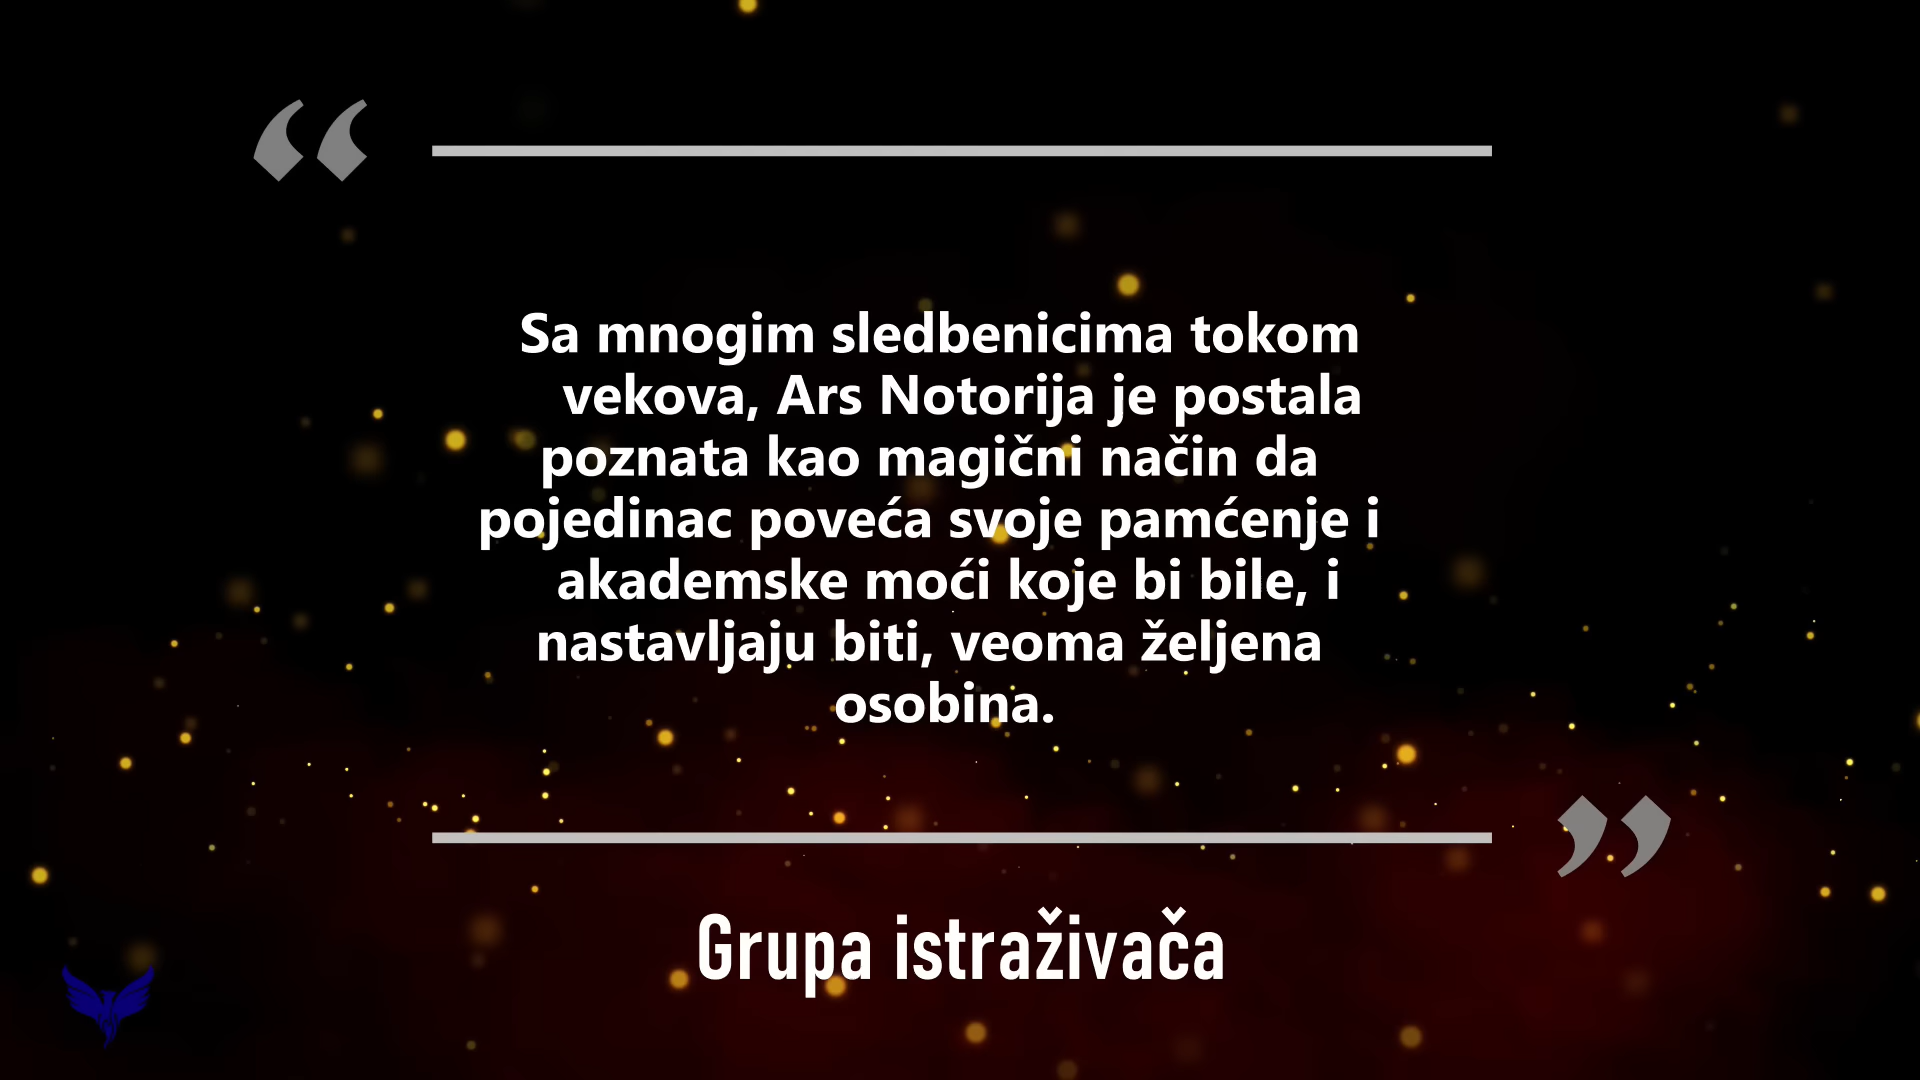 “
Sa mnogim sledbenicima tokom
vekova, Ars Notorija je postala
poznata kao magični način da
pojedinac poveća svoje pamćenje i
akademske moći koje bi bile, i
nastavljaju biti, veoma željena
osobina.
”
Grupa istraživača